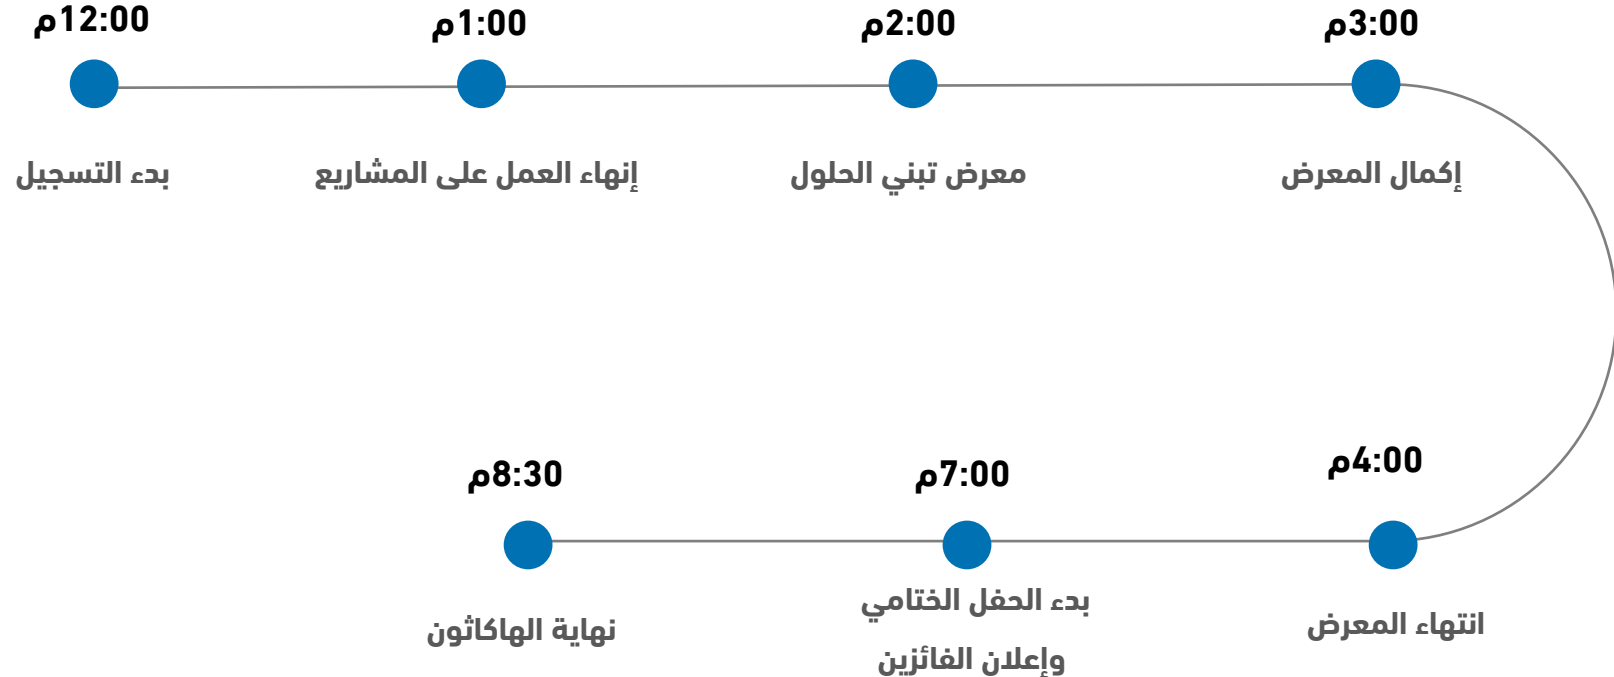 12:00م
بدء التسجيل
1:00م
إنهاء العمل على المشاريع
2:00م
معرض تبني الحلول
3:00م
إكمال المعرض
4:00م
انتهاء المعرض
7:00م
بدء الحفل الختامي
وإعلان الفائزين
8:30م
نهاية الهاكاثون